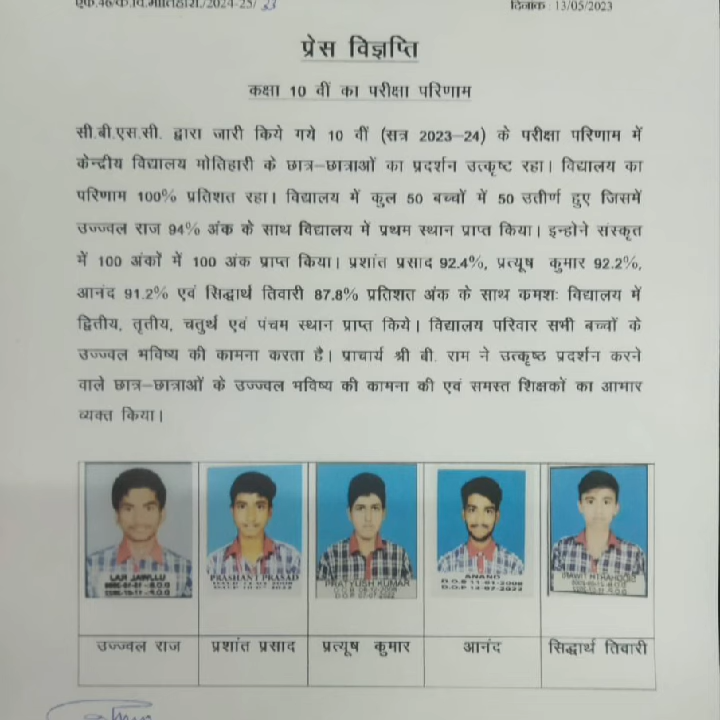 दिनांक : 13/05/2023
प्रेस विज्ञप्ति
कक्षा 10 वीं का परीक्षा परिणाम
सी.बी.एस.सी. द्वारा जारी किये गये 10 वीं (सत्र 2023–24) के परीक्षा परिणाम में
केन्द्रीय विद्यालय मोतिहारी के छात्र–छात्राओं का प्रदर्शन उत्कृष्ट रहा। विद्यालय का
परिणाम 100% प्रतिशत रहा। विद्यालय में कुल 50 बच्चों में 50 उतीर्ण हुए जिसमें
उज्ज्वल राज 94% अंक के साथ विद्यालय में प्रथम स्थान प्राप्त किया। इन्होने संस्कृत
में 100 अंकों में 100 अंक प्राप्त किया। प्रशांत प्रसाद 92.4%, प्रत्यूष कुमार 92.2%,
आनंद 91.2% एवं सिद्धार्थ तिवारी 87.8% प्रतिशत अंक के साथ कमशः विद्यालय में
द्वितीय, तृतीय, चतुर्थ एवं पंचम स्थान प्राप्त किये। विद्यालय परिवार सभी बच्चों के
उज्ज्वल भविष्य की कामना करता है। प्राचार्य श्री बी. राम ने उत्कृष्ठ प्रदर्शन करने
वाले छात्र–छात्राओं के उज्ज्वल भविष्य की कामना की एवं समस्त शिक्षकों का आभार
व्यक्त किया।
PRASHANT PRASAD
PRATYUSH KUMAR
ANAND
उज्ज्वल राज प्रशांत प्रसाद प्रत्यूष कुमार आनंद सिद्धार्थ तिवारी